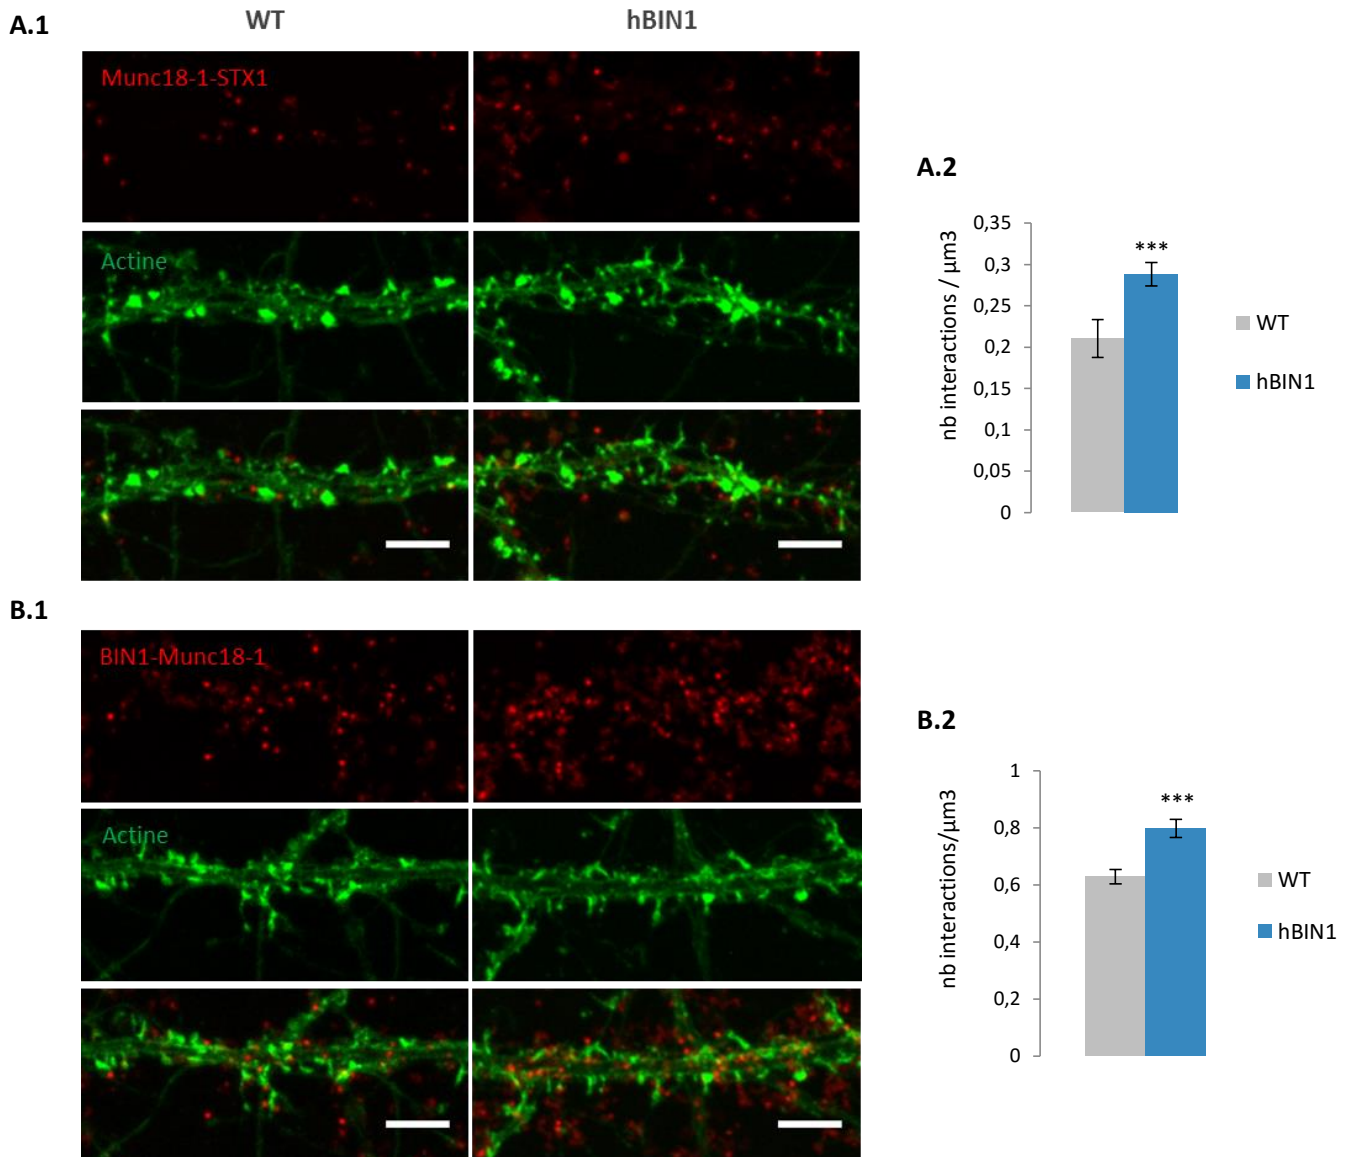 A.1
WT
hBIN1
Munc18-1-STX1
Actine
A.2
nb interactions / µm3
0,35
0,3
0,25
0,2
0,15
0,1
0,05
0
***
WT
hBIN1
B.1
BIN1-Munc18-1
Actine
B.2
nb interactions/µm3
1
0,8
0,6
0,4
0,2
0
***
WT
hBIN1